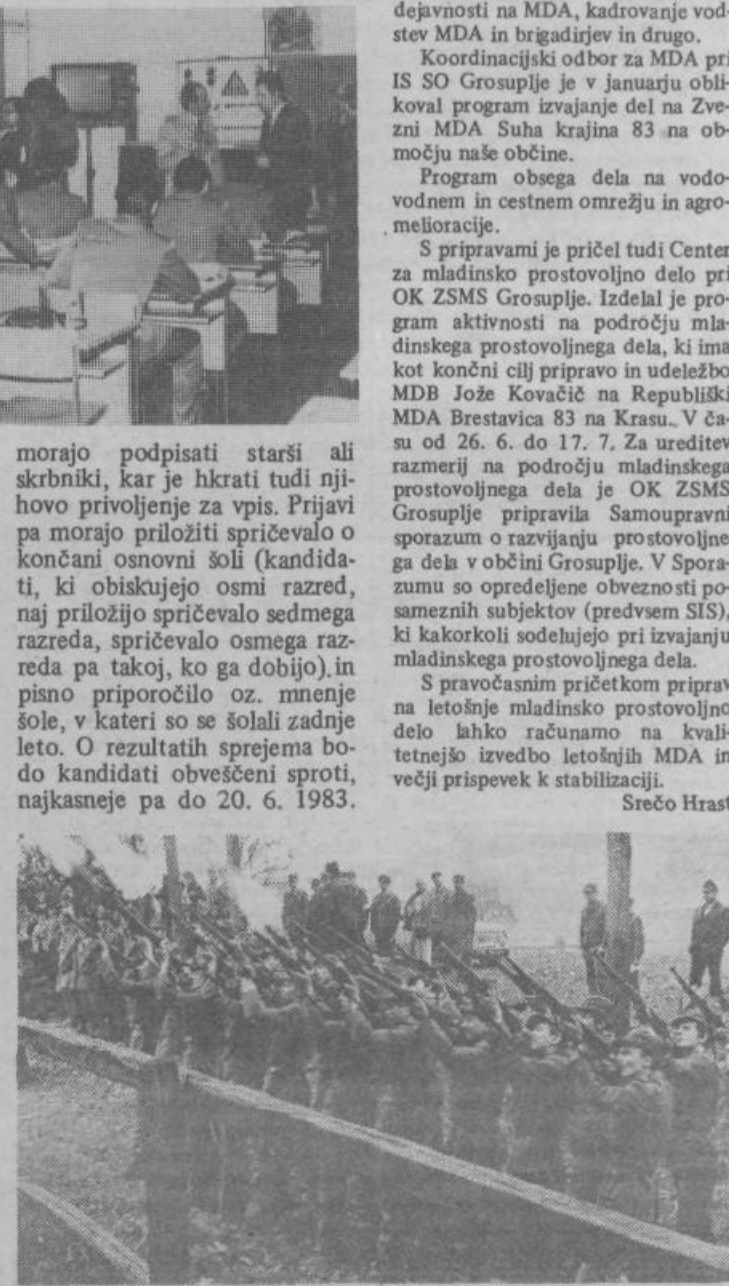 morajo podpisati starši ali
skrbniki, kar je hkrati tudi nji-
hovo privoljenje za vpis. Prijavi
pa morajo priložiti spričevalo o
končani osnovni šoli (kandida-
ti, ki obiskujejo osmi razred,
naj priložijo spričevalo sedmega
razreda, spričevalo osmega raz-
reda pa takoj, ko ga dobijo).in
pisno priporočilo oz. mnenje
šole, v kateri so se šolali zadnje
leto. O rezultatih sprejema bo-
do kandidati obveščeni sproti,
najkasneje pa do 20. 6. 1983.
dejavnosti na MDA, kadrovanje vod-
stev MDA in brigadirjev in drugo.
Koordinacijski odbor za MDA pri
IS SO Grosuplje je v januarju obli-
koval program izvajanje del na Zve-
zni MDA Suha krajina 83 na ob-
močju naše občine.
Program obsega dela na vodo-
vodnem in cestnem omrežju in agro-
melioracije.
S pripravami je pričel tudi Center
za mladinsko prostovoljno delo pri
OK ZSMS Grosuplje. Izdelal je pro-
gram aktivnosti na področju mla-
dinskega prostovoljnega dela, ki ima
kot končni cilj pripravo in udeležbo
MDB Jože Kovačič na Republiški
MDA Brestavica 83 na Krasu. V ča-
su od 26. 6. do 17. 7. Za ureditev
razmerij na področju mladinskega
prostovoljnega dela je OK ZSMS
Grosuplje pripravila Samoupravni
sporazum o razvijanju prostovoljne
ga dela v občini Grosuplje. V Spora-
zumu so opredeljene obveznosti po-
sameznih subjektov (predvsem SIS),
ki kakorkoli sodelujejo pri izvajanju
mladinskega prostovoljnega dela.
S pravočasnim pričetkom priprav
na letošnje mladinsko prostovoljno
delo lahko računamo na kvali-
tetnejšo izvedbo letošnjih MDA in
večji prispevek k stabilizaciji.
Srečo Hrast